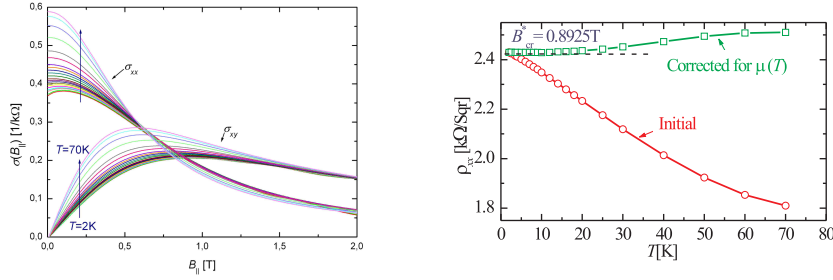 0,6
0,5
0,4
0,3
0,2
0,1
0,0
σ(B||) [1/kΩ]
σxx
σxy
T=70K
T=2K
0,0 0,5 1,0 1,5 2,0
B|| [T]
B*cr = 0.8925T
Corrected for μ(T)
Initial
2.4
2.2
2.0
1.8
ρxx [kΩ/Sqr]
0 10 20 30 40 50 60 70 80
T[K]